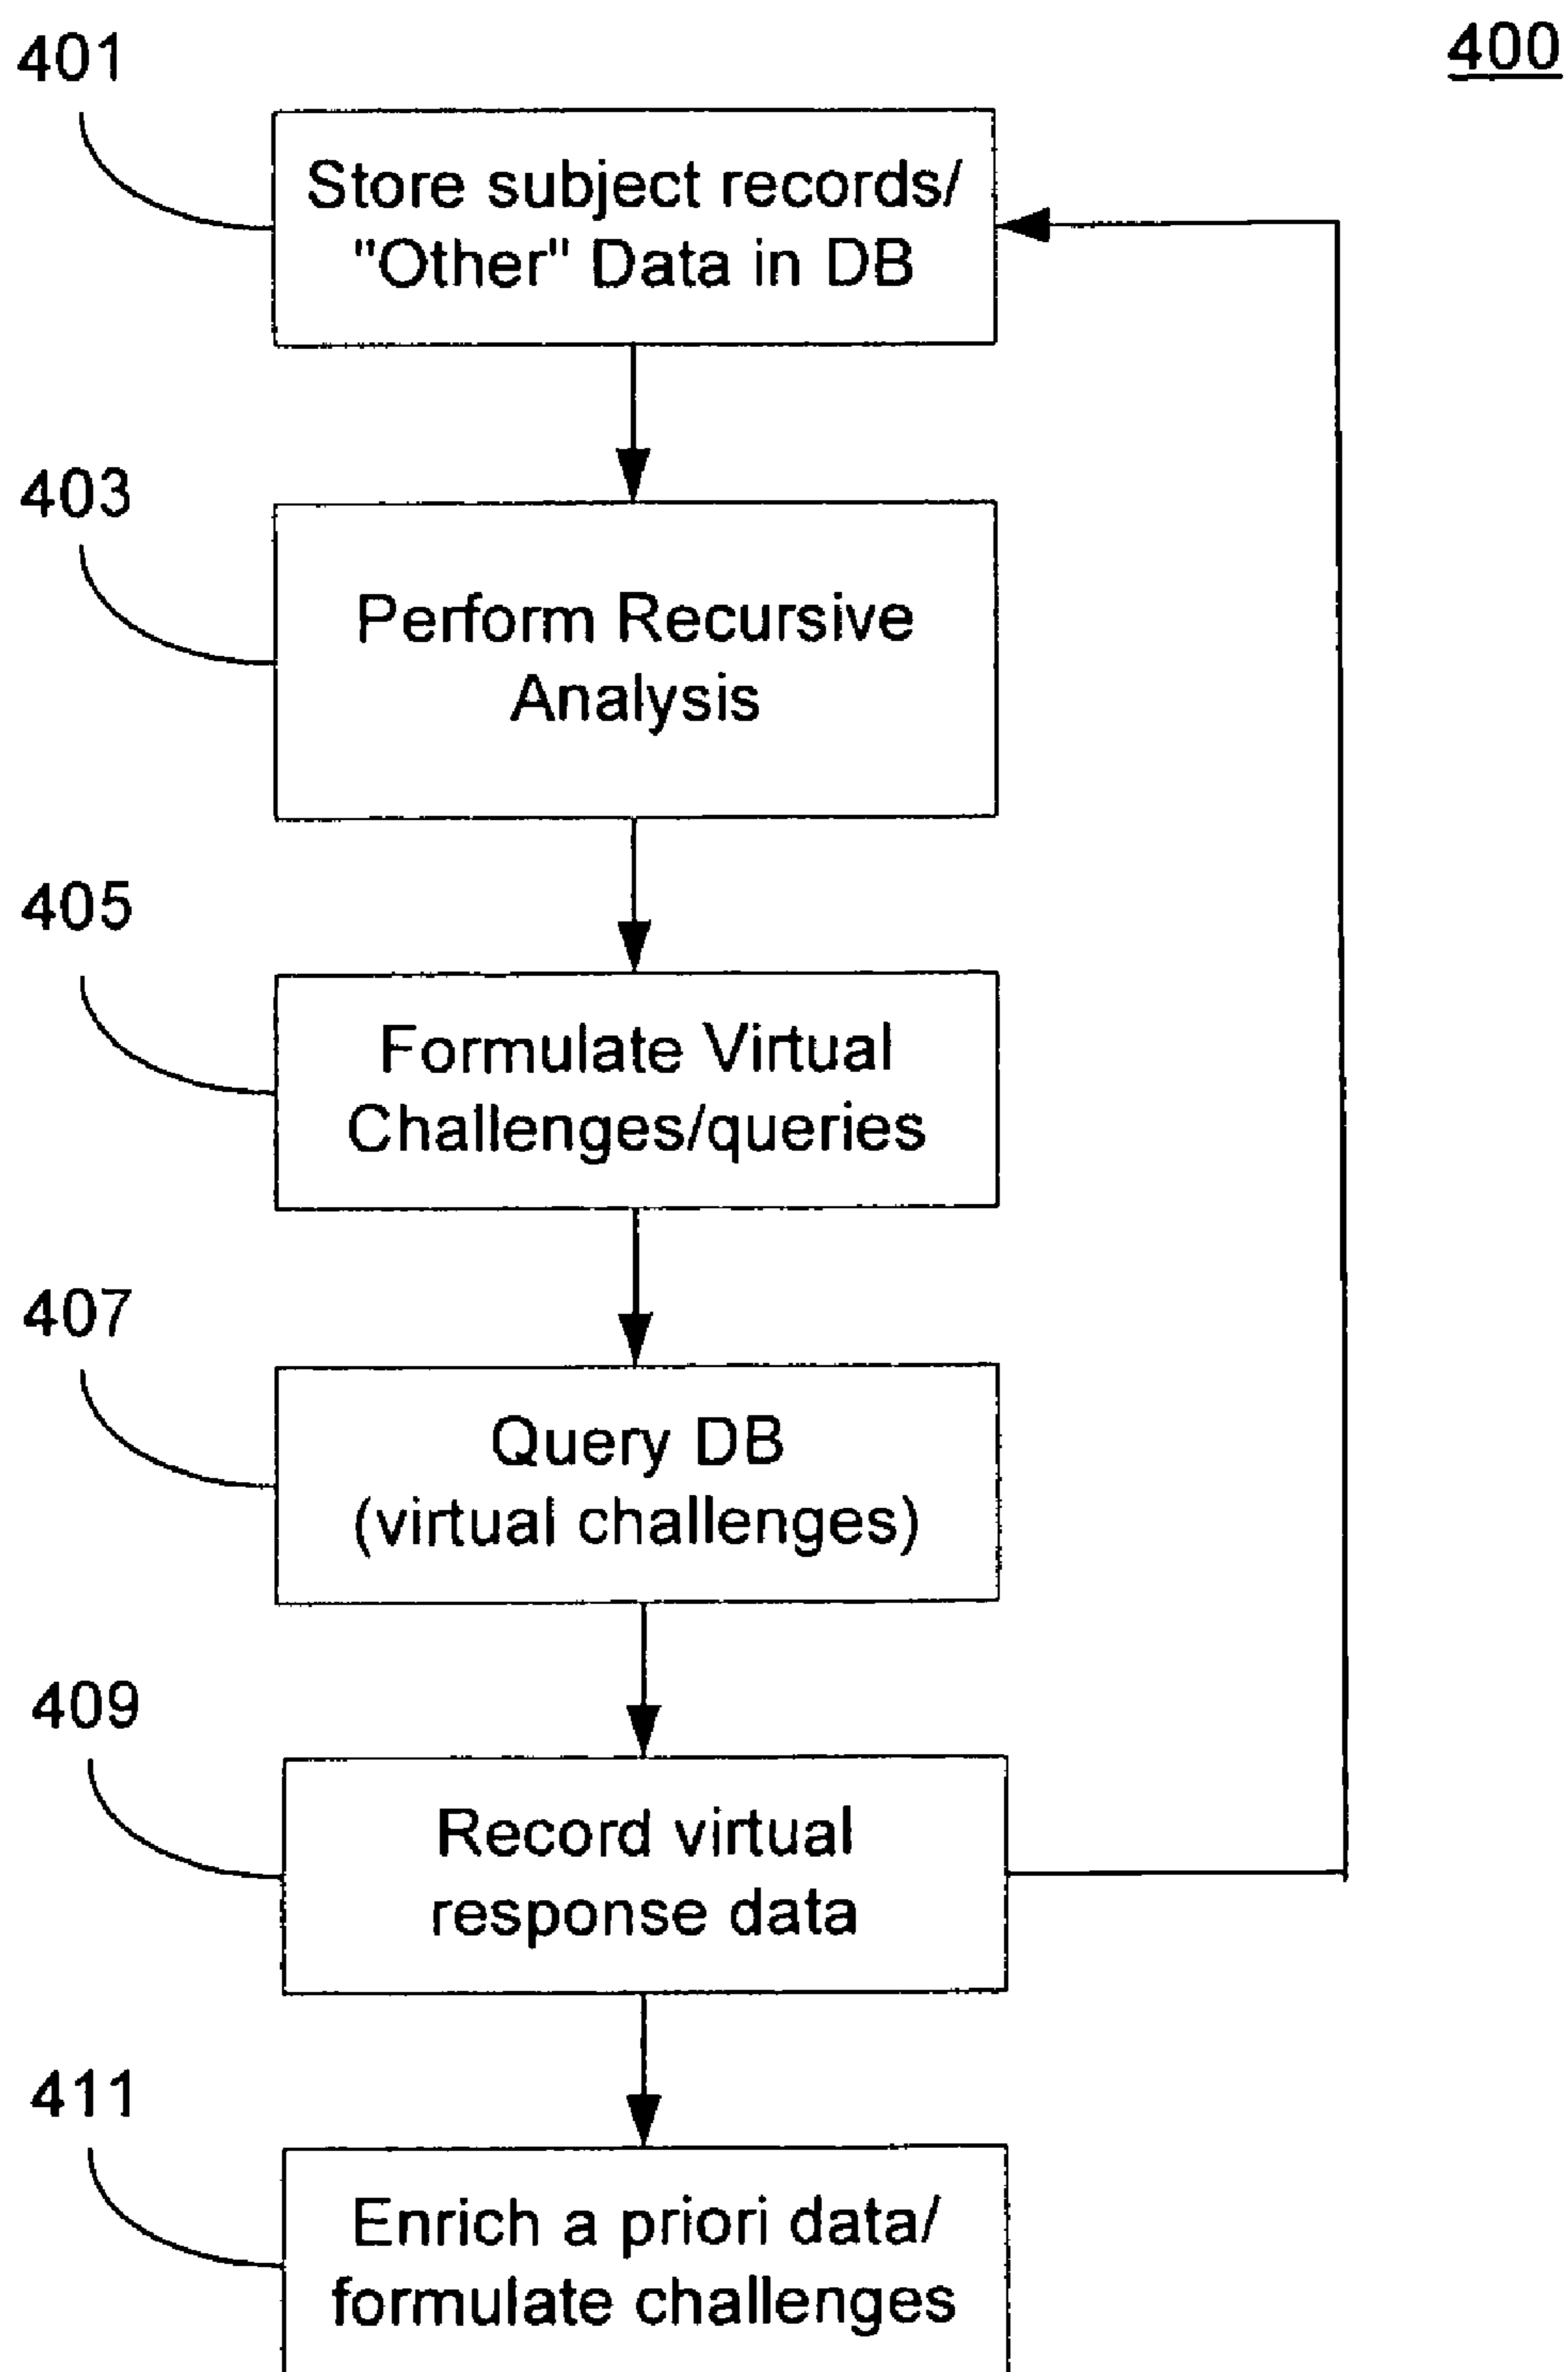 400
401
Store subject records/
"Other" Data in DB
403
Perform Recursive
Analysis
405
Formulate Virtual
Challenges/queries
407
Query DB
(virtual challenges)
409
Record virtual
response data
411
Enrich a priori data/
formulate challenges